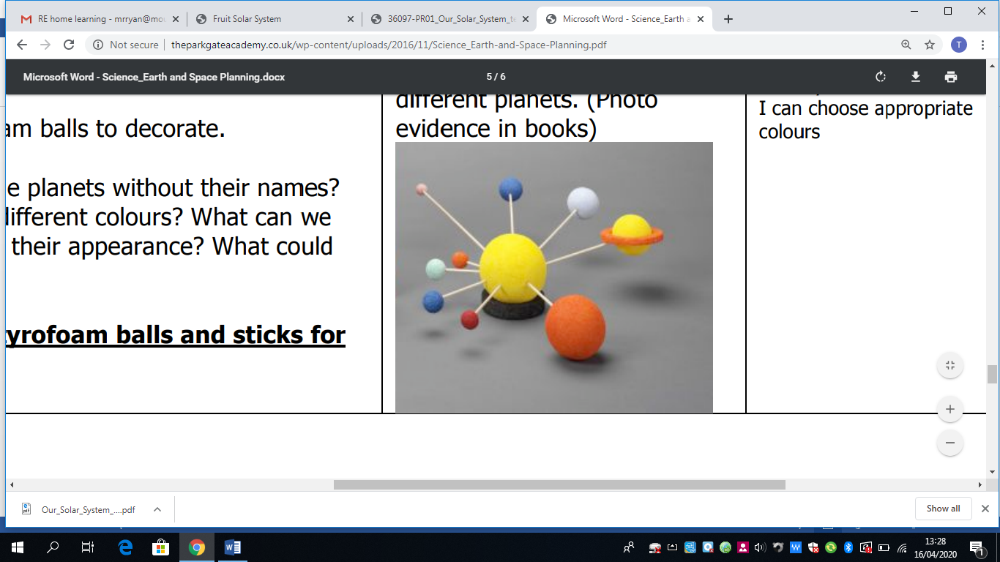 RE home learning - mrryan@mo
Fruit Solar System
36097-PR01_Our_Solar_System_te
Microsoft Word - Science_Earth a
Not secure
theparkgateacademy.co.uk/wp-content/uploads/2016/11/Science_Earth-and-Space-Planning.pdf
T
Microsoft Word - Science_Earth and Space Planning.docx
5 / 6
am balls to decorate.
e planets without their names?
different colours? What can we
their appearance? What could
tyrofoam balls and sticks for
different planets. (Photo
evidence in books)
I can choose appropriate
colours
Our_Solar_System_....pdf
Show all
13:28
16/04/2020